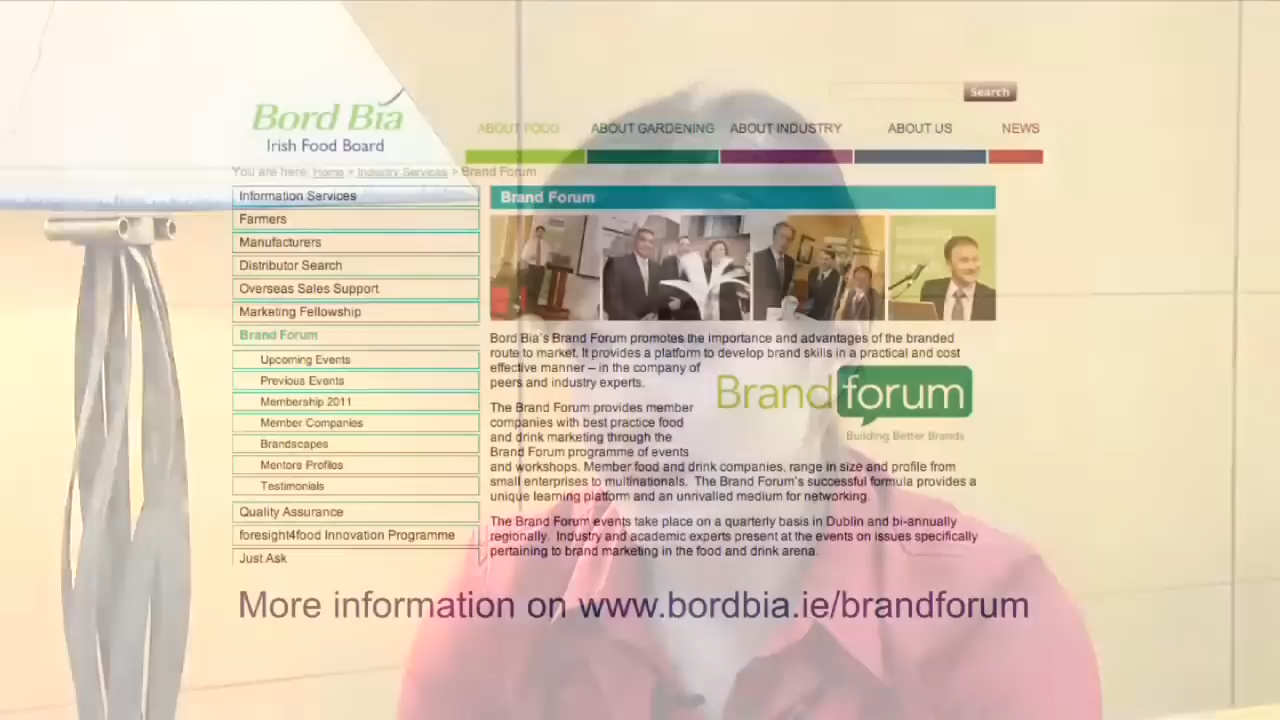 Bord Bia
Irish Food Board
Search
ABOUT FOOD
ABOUT GARDENING
ABOUT INDUSTRY
ABOUT US
NEWS
You are here: Home > Industry Services > Brand Forum
Information Services
Farmers
Manufacturers
Distributor Search
Overseas Sales Support
Marketing Fellowship
Brand Forum
Upcoming Events
Previous Events
Membership 2011
Member Companies
Brandscapes
Mentors Profiles
Testimonials
Quality Assurance
foresight4food Innovation Programme
Just Ask
Brand Forum
Bord Bia's Brand Forum promotes the importance and advantages of the branded
route to market. It provides a platform to develop brand skills in a practical and cost
effective manner – in the company of
peers and industry experts.
Brand forum
Building Better Brands
The Brand Forum provides member
companies with best practice food
and drink marketing through the
Brand Forum programme of events
and workshops. Member food and drink companies, range in size and profile from
small enterprises to multinationals. The Brand Forum's successful formula provides a
unique learning platform and an unrivalled medium for networking.
The Brand Forum events take place on a quarterly basis in Dublin and bi-annually
regionally. Industry and academic experts present at the events on issues specifically
pertaining to brand marketing in the food and drink arena.
More information on www.bordbia.ie/brandforum